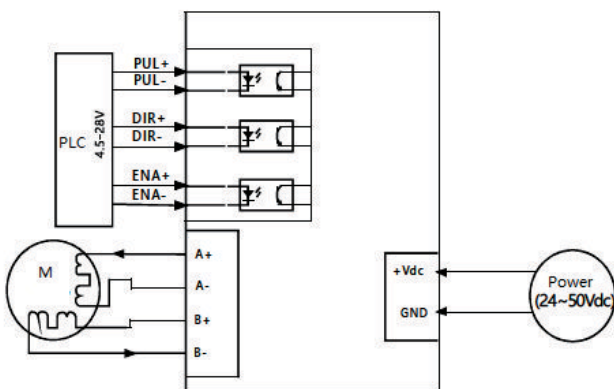 PUL+
PUL-
DIR+
DIR-
PLC
4.5-28V
ENA+
ENA-
M
A+
A-
B+
B-
+Vdc
GND
Power
(24~50Vdc)